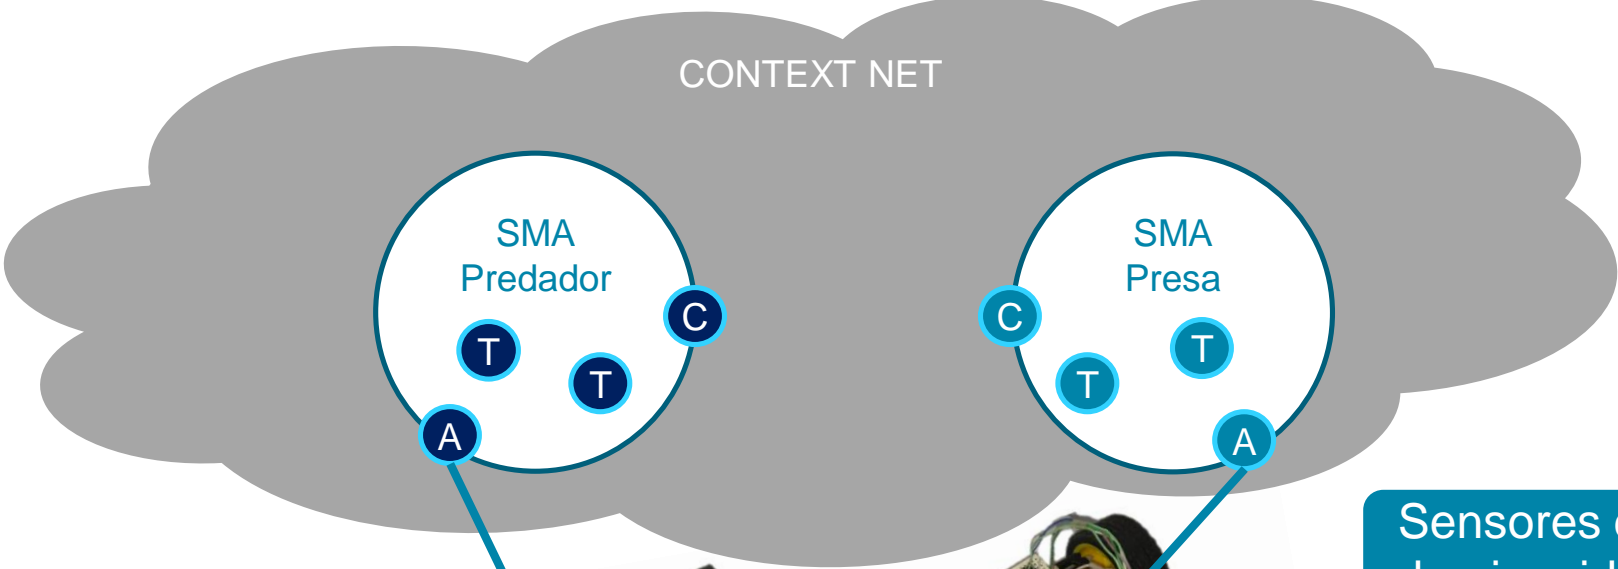 CONTEXT NET
SMA
Predador
C
T
T
A
SMA
Presa
C
T
T
A
Sensores